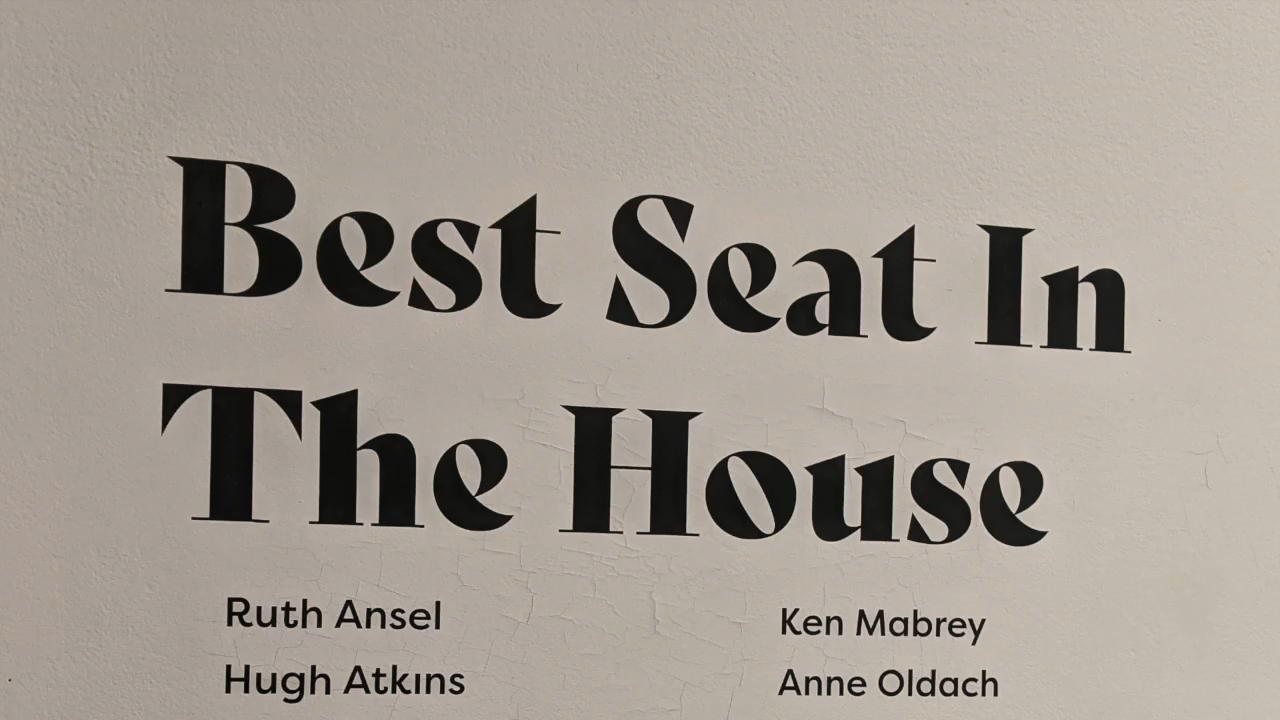 Best Seat In
The House
Ruth Ansel
Hugh Atkins
Ken Mabrey
Anne Oldach